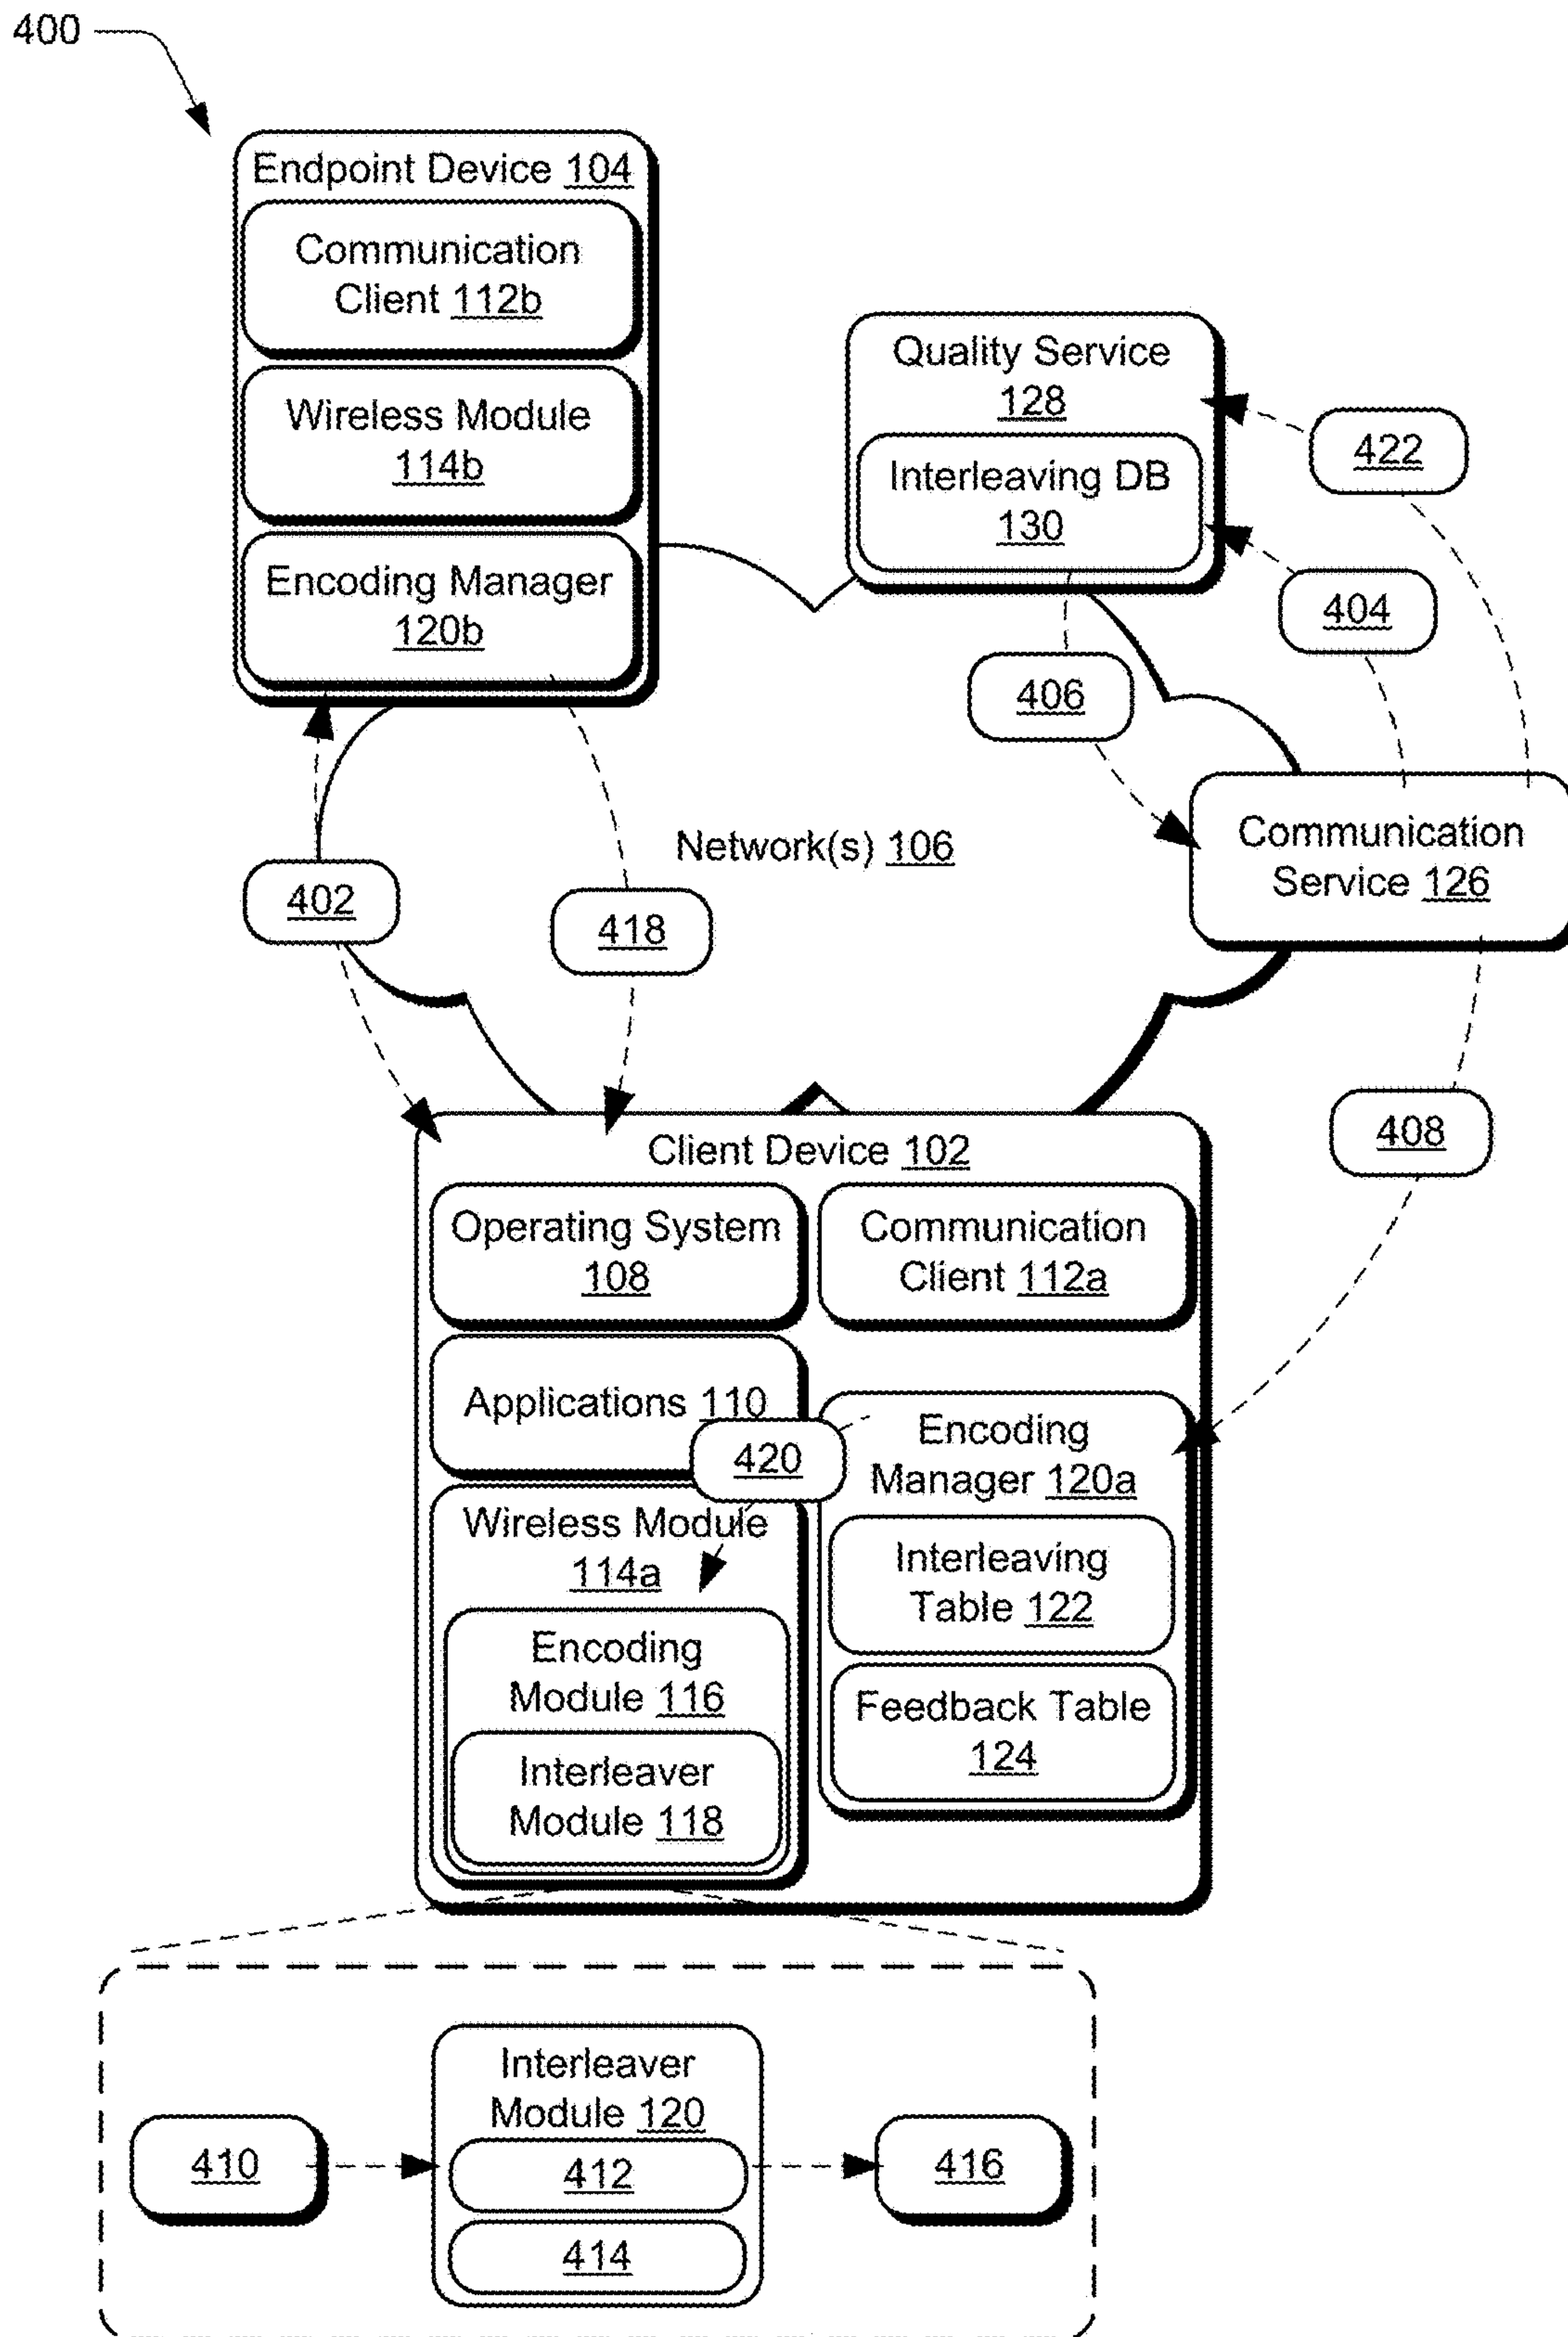 400
Endpoint Device 104
Communication
Client 112b
Wireless Module
114b
Encoding Manager
120b
Quality Service
128
Interleaving DB
130
422
404
406
Communication
Service 126
Network(s) 106
402
418
408
Client Device 102
Operating System
108
Communication
Client 112a
Applications 110
420
Encoding
Manager 120a
Wireless Module
114a
Interleaving
Table 122
Encoding
Module 116
Feedback Table
124
Interleaver
Module 118
Interleaver
Module 120
410
412
416
414